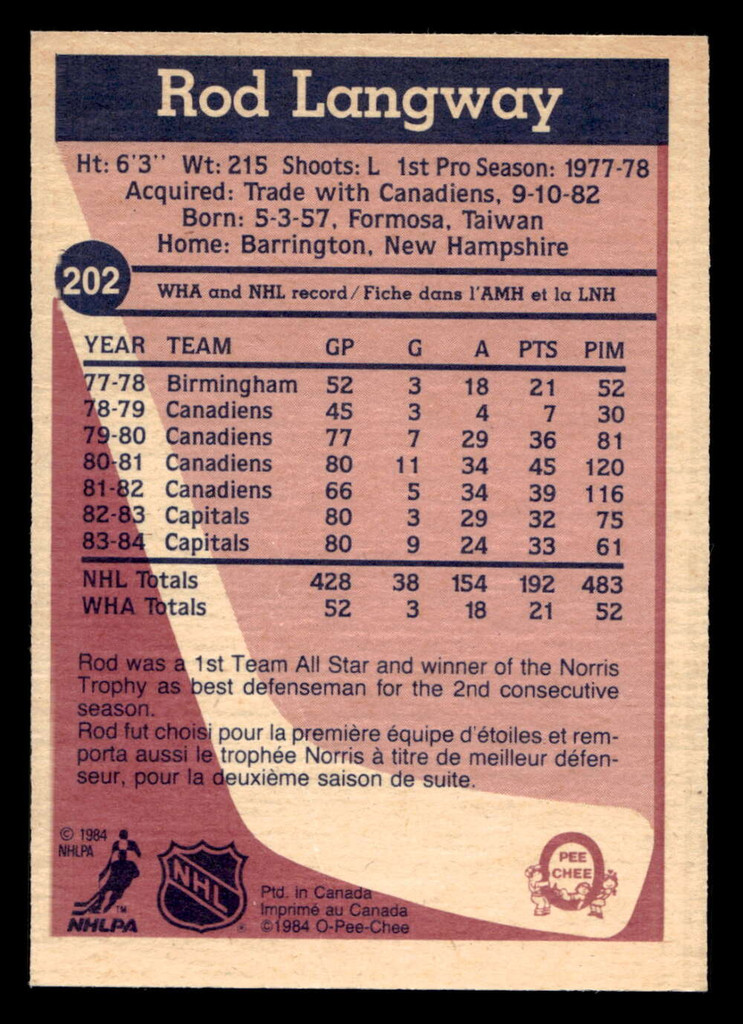 Rod Langway
Ht: 6'3'' Wt: 215 Shoots: L 1st Pro Season: 1977-78
Acquired: Trade with Canadiens, 9-10-82
Born: 5-3-57, Formosa, Taiwan
Home: Barrington, New Hampshire
202
WHA and NHL record/Fiche dans l'AMH et la LNH
YEAR TEAM GP G A PTS PIM
77-78 Birmingham 52 3 18 21 52
78-79 Canadiens 45 3 4 7 30
79-80 Canadiens 77 7 29 36 81
80-81 Canadiens 80 11 34 45 120
81-82 Canadiens 66 5 34 39 116
82-83 Capitals 80 3 29 32 75
83-84 Capitals 80 9 24 33 61
NHL Totals 428 38 154 192 483
WHA Totals 52 3 18 21 52
Rod was a 1st Team All Star and winner of the Norris
Trophy as best defenseman for the 2nd consecutive
season.
Rod fut choisi pour la première équipe d'étoiles et rem-
porta aussi le trophée Norris à titre de meilleur défen-
seur, pour la deuxième saison de suite.
© 1984
NHLPA
TM
NHLPA
NHL
Ptd. in Canada
Imprimé au Canada
©1984 O-Pee-Chee
PEE
CHEE